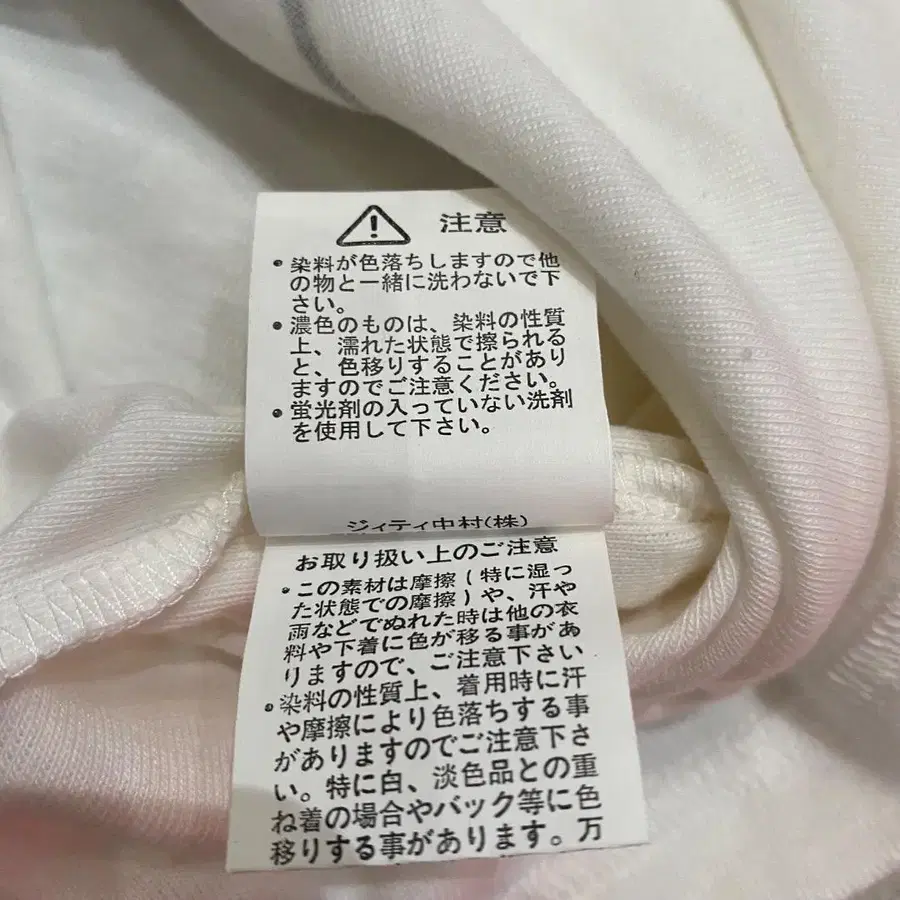 注意
・染料が色落ちしますので他
の物と一緒に洗わないで下
さい。
・濃色のものは、染料の性質
上、濡れた状態で擦られる
と、色移りすることがあり
ますのでご注意ください。
・蛍光剤の入っていない洗剤
を使用して下さい。
ジィティ中村(株)
お取り扱い上のご注意
・この素材は摩擦(特に湿っ
た状態での摩擦)や、汗や
雨などでぬれた時は他の衣
料や下着に色が移る事があ
りますので、ご注意下さい
・染料の性質上、着用時に汗
や摩擦により色落ちする事
がありますのでご注意下さ
い。特に白、淡色品との重
ね着の場合やバック等に色
移りする事があります。万